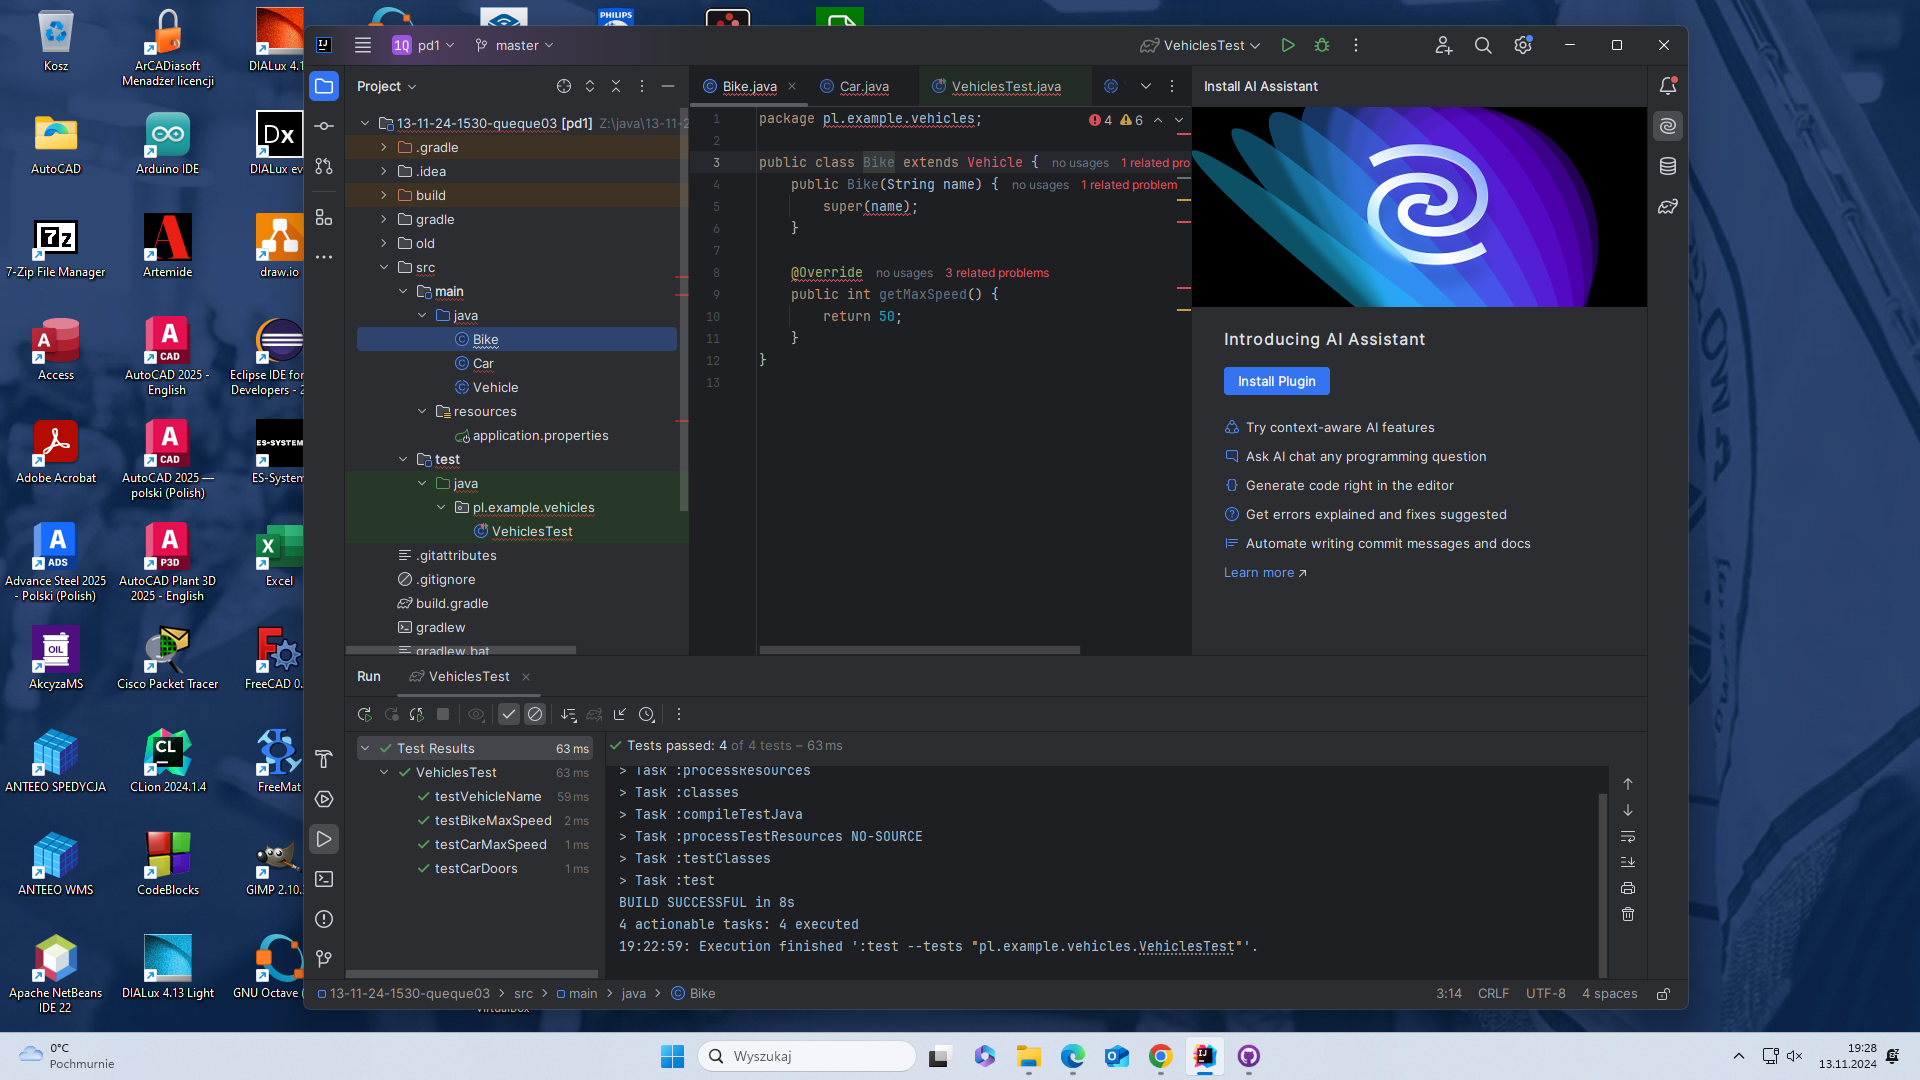 Kosz
ArCADiasoft
Menadżer licencji
DIALux 4.1
PHILIPS
AutoCAD
Arduino IDE
Dx
DIALux ev
7z
7-Zip File Manager
Artemide
draw.io
Access
AutoCAD 2025 -
English
Eclipse IDE for
Developers - 2
Adobe Acrobat
AutoCAD 2025 —
polski (Polish)
ES-SYSTEM
ES-System
Advance Steel 2025
- Polski (Polish)
AutoCAD Plant 3D
2025 - English
Excel
OIL
AkcyzaMS
Cisco Packet Tracer
FreeCAD 0.
ANTEEO SPEDYCJA
CLion 2024.1.4
FreeMat
ANTEEO WMS
CodeBlocks
GIMP 2.10.
Apache NetBeans
IDE 22
DIALux 4.13 Light
GNU Octave (
IJ
1Q pd1
master
VehiclesTest
Project
13-11-24-1530-queque03 [pd1] Z:\java\13-11-2
.gradle
.idea
build
gradle
old
src
main
java
Bike
Car
Vehicle
resources
application.properties
test
java
pl.example.vehicles
VehiclesTest
.gitattributes
.gitignore
build.gradle
gradlew
gradlew.bat
Bike.java
Car.java
VehiclesTest.java
4 6
1 package pl.example.vehicles;
2
3 public class Bike extends Vehicle { no usages 1 related pro
4 public Bike(String name) { no usages 1 related problem
5 super(name);
6 }
7
8 @Override no usages 3 related problems
9 public int getMaxSpeed() {
10 return 50;
11 }
12 }
13
Install AI Assistant
Introducing AI Assistant
Install Plugin
Try context-aware AI features
Ask AI chat any programming question
Generate code right in the editor
Get errors explained and fixes suggested
Automate writing commit messages and docs
Learn more ↗
Run
VehiclesTest
Test Results 63 ms
VehiclesTest 63 ms
testVehicleName 59 ms
testBikeMaxSpeed 2 ms
testCarMaxSpeed 1 ms
testCarDoors 1 ms
Tests passed: 4 of 4 tests – 63 ms
> Task :processResources
> Task :classes
> Task :compileTestJava
> Task :processTestResources NO-SOURCE
> Task :testClasses
> Task :test
BUILD SUCCESSFUL in 8s
4 actionable tasks: 4 executed
19:22:59: Execution finished ':test --tests "pl.example.vehicles.VehiclesTest"'.
13-11-24-1530-queque03 > src > main > java > Bike
3:14 CRLF UTF-8 4 spaces
VirtualBox
0°C
Pochmurnie
Wyszukaj
19:28
13.11.2024